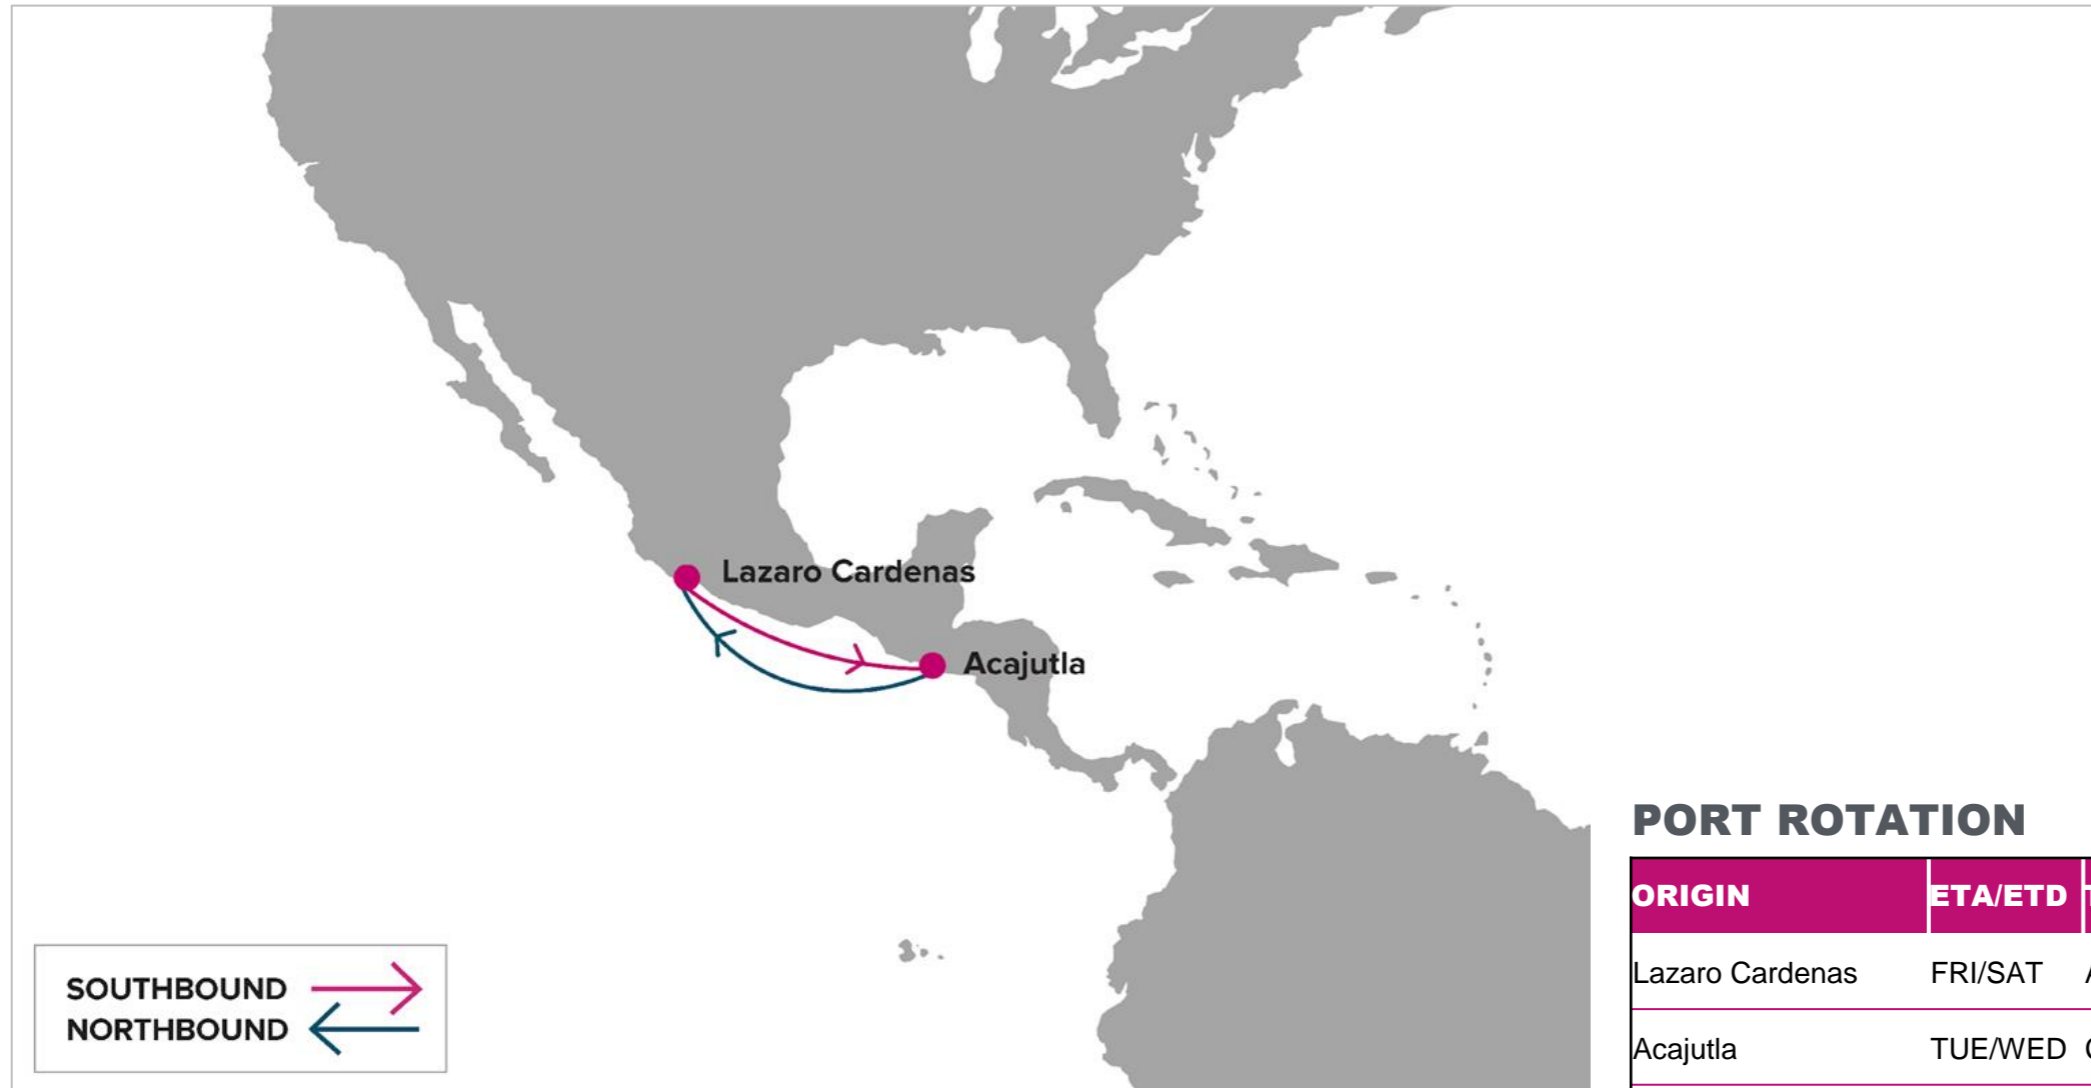 Lazaro Cardenas
Acajutla
SOUTHBOUND
NORTHBOUND
PORT ROTATION
ORIGIN ETA/ETD
Lazaro Cardenas FRI/SAT
Acajutla TUE/WED